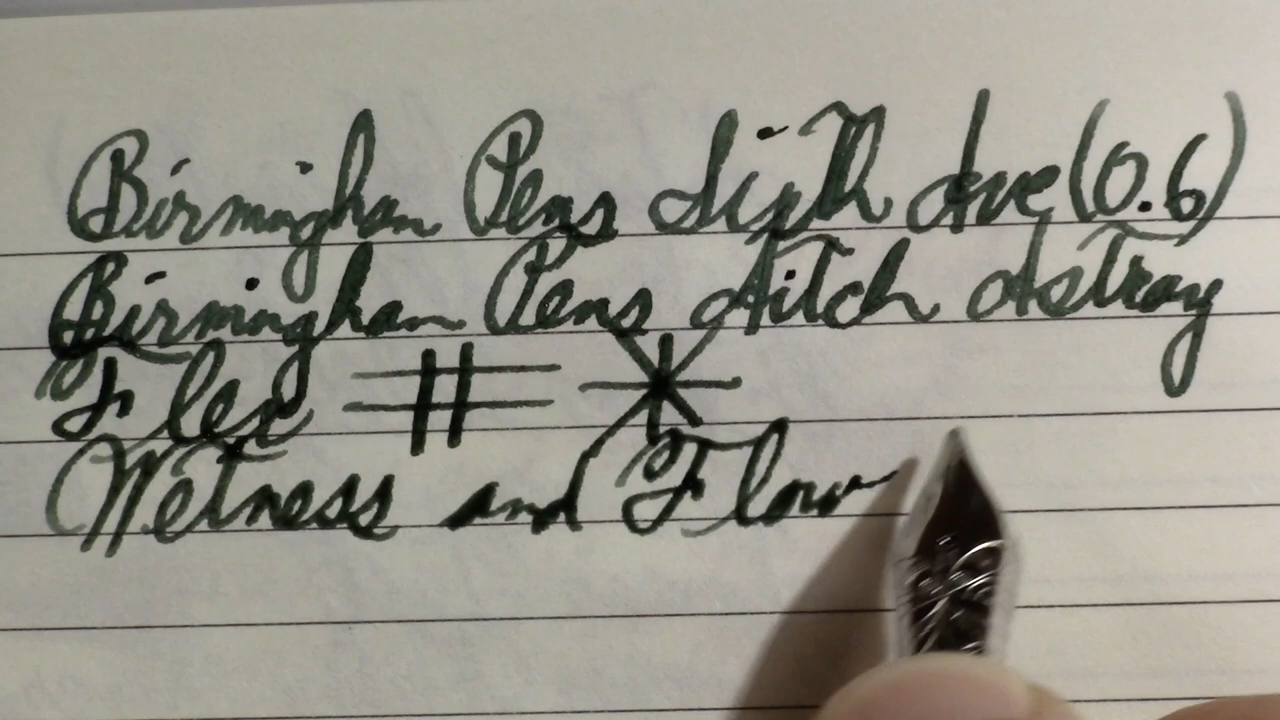 Birmingham Pens Sixth Ave (0.6)
Birmingham Pens Aitch Astray
Flex # *
Wetness and Flow